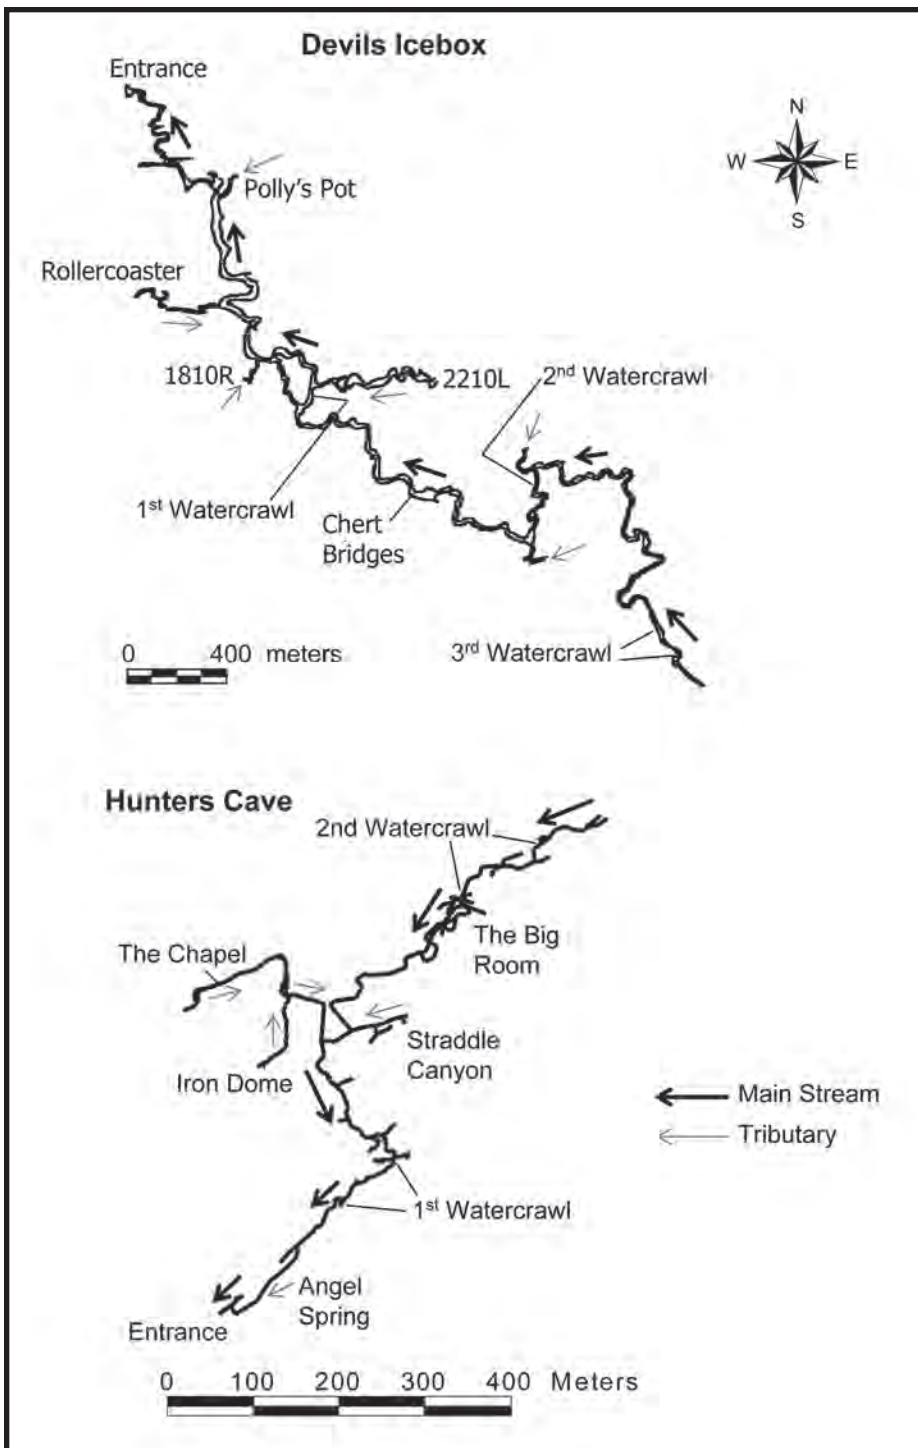 Devils Icebox
Entrance
N
W
E
S
Polly's Pot
Rollercoaster
1810R
2210L
2nd Watercrawl
1st Watercrawl
Chert
Bridges
0 400 meters
3rd Watercrawl
Hunters Cave
2nd Watercrawl
The Big
Room
The Chapel
Straddle
Canyon
Iron Dome
Main Stream
Tributary
1st Watercrawl
Angel
Spring
Entrance
0 100 200 300 400 Meters